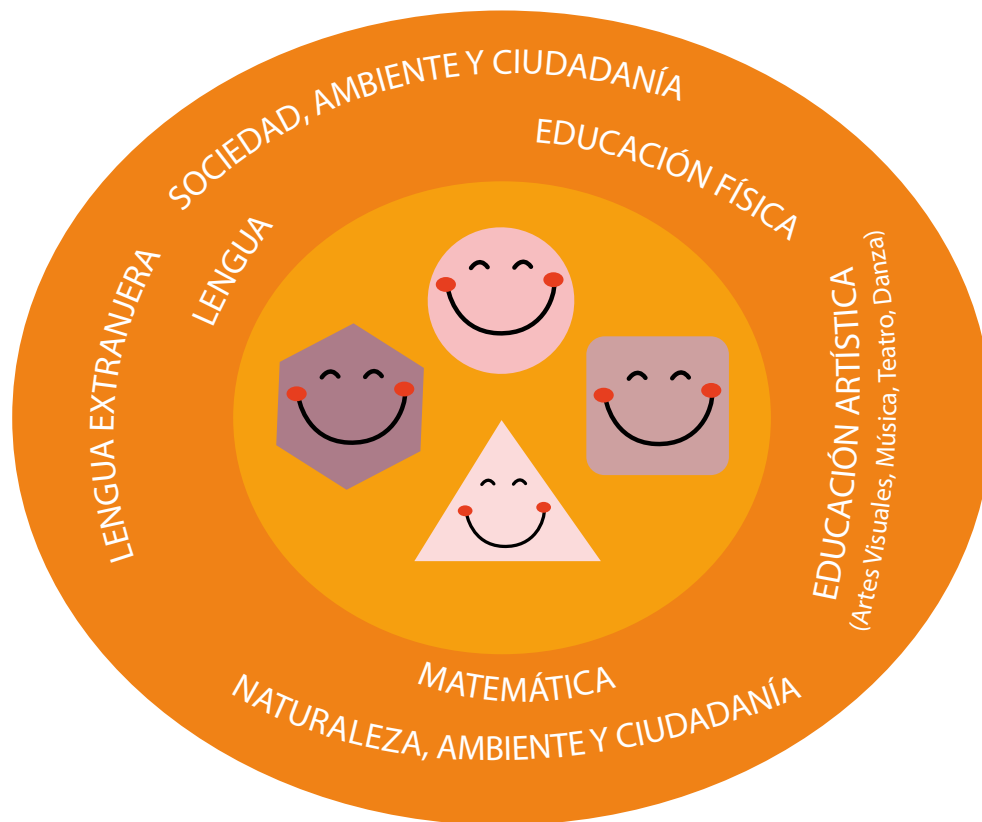 SOCIEDAD, AMBIENTE Y CIUDADANÍA
EDUCACIÓN FÍSICA
LENGUA
LENGUA EXTRANJERA
EDUCACIÓN ARTÍSTICA
(Artes Visuales, Música, Teatro, Danza)
MATEMÁTICA
NATURALEZA, AMBIENTE Y CIUDADANÍA